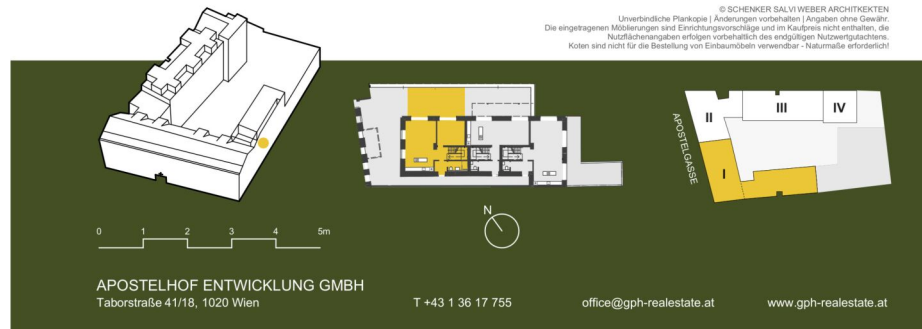 © SCHENKER SALVI WEBER ARCHITKEKTEN
Unverbindliche Plankopie | Änderungen vorbehalten | Angaben ohne Gewähr.
Die eingetragenen Möblierungen sind Einrichtungsvorschläge und im Kaufpreis nicht enthalten, die
Nutzflächenangaben erfolgen vorbehaltlich des endgültigen Nutzwertgutachtens.
Koten sind nicht für die Bestellung von Einbaumöbeln verwendbar - Naturmaße erforderlich!
II
III
IV
APOSTELGASSE
I
N
0 1 2 3 4 5m
APOSTELHOF ENTWICKLUNG GMBH
Taborstraße 41/18, 1020 Wien
T +43 1 36 17 755
office@gph-realestate.at
www.gph-realestate.at